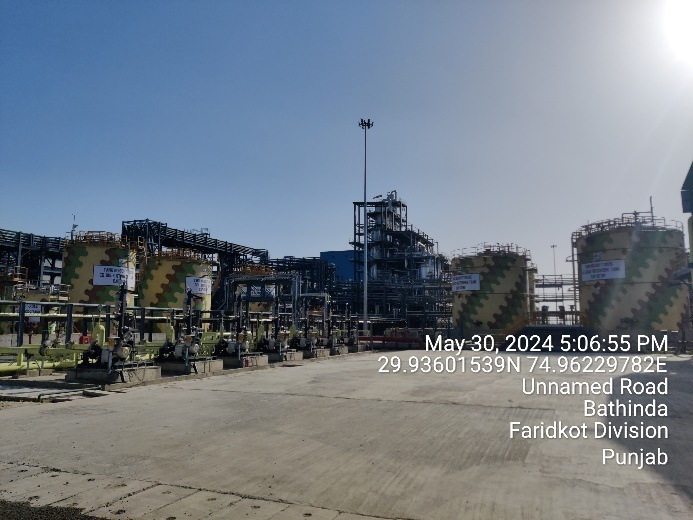 May 30, 2024 5:06:55 PM
29.93601539N 74.96229782E
Unnamed Road
Bathinda
Faridkot Division
Punjab